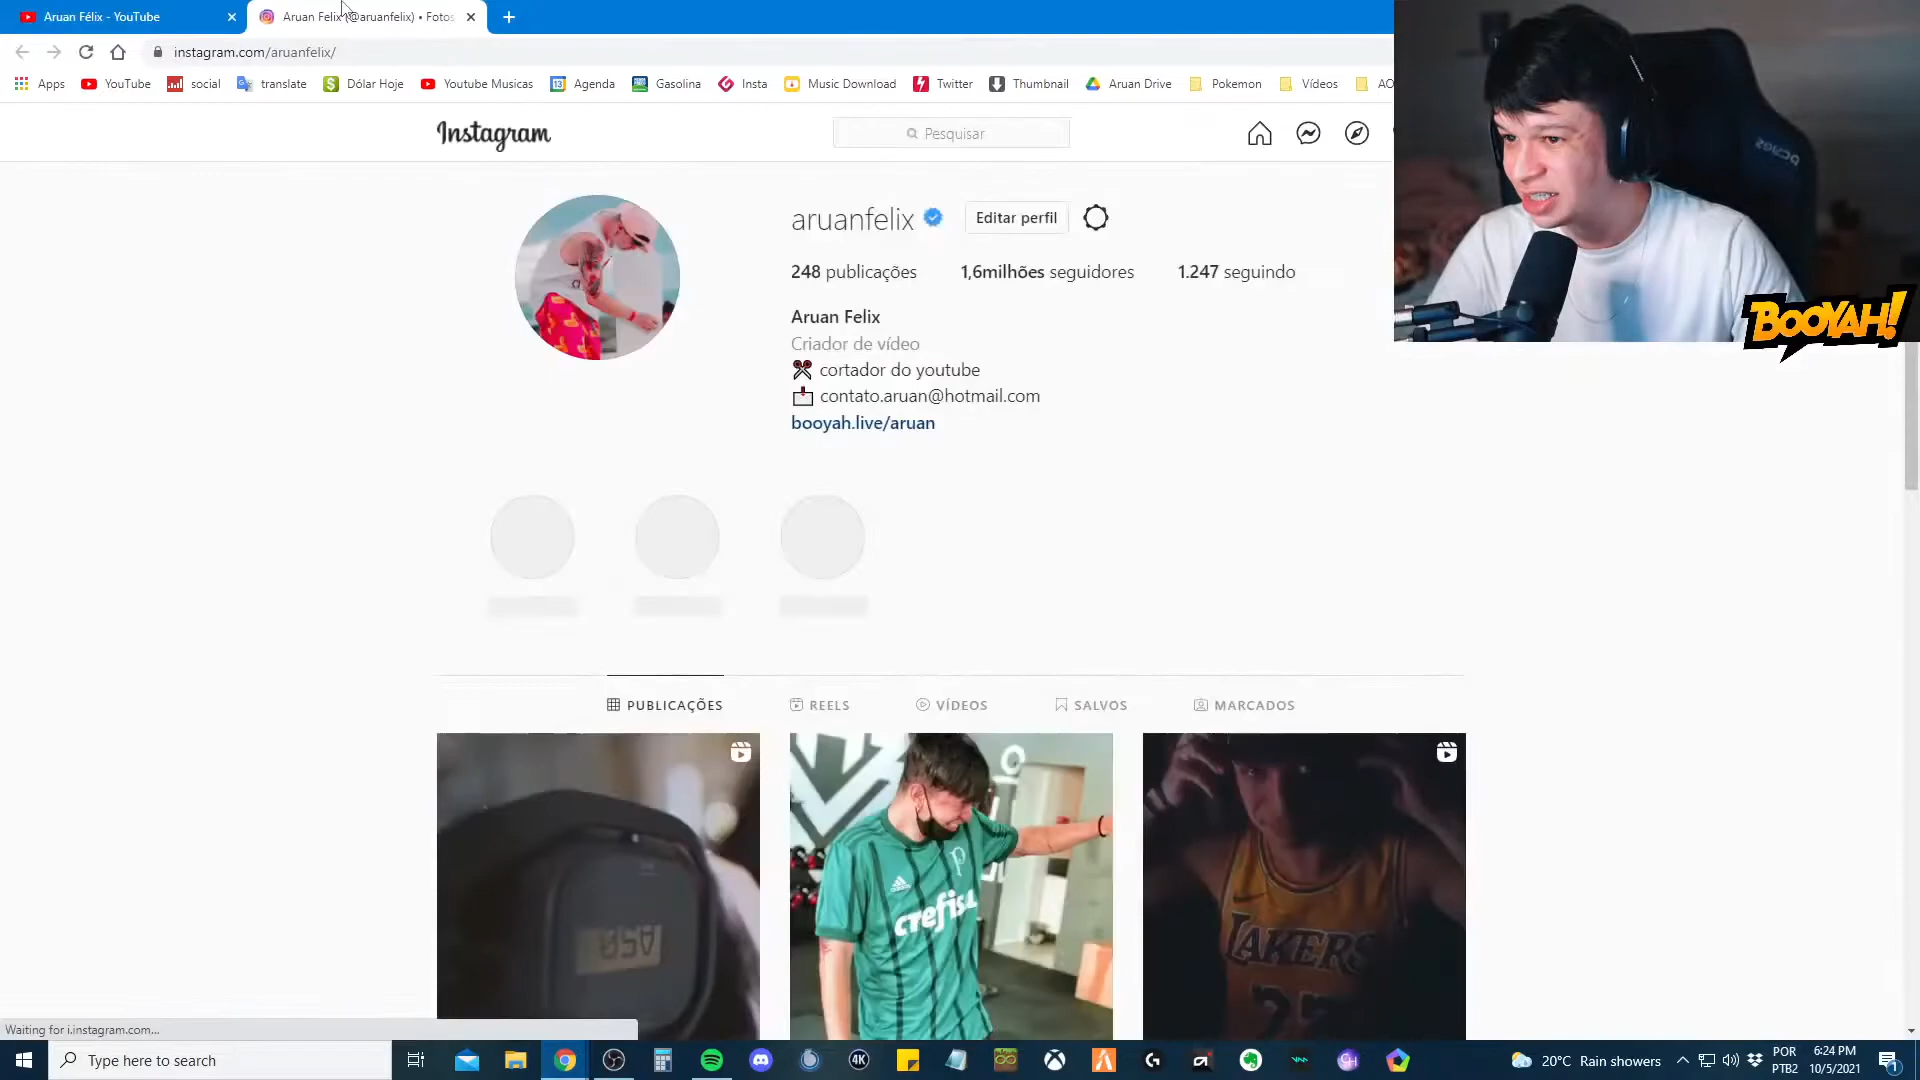 Aruan Félix - YouTube
Aruan Felix (@aruanfelix) • Fotos
instagram.com/aruanfelix/
Apps YouTube social translate Dólar Hoje Youtube Musicas Agenda Gasolina Insta Music Download Twitter Thumbnail Aruan Drive Pokemon Vídeos AO
Instagram
Pesquisar
aruanfelix Editar perfil
248 publicações 1,6milhões seguidores 1.247 seguindo
Aruan Felix
Criador de vídeo
cortador do youtube
contato.aruan@hotmail.com
booyah.live/aruan
BOOYAH!
PUBLICAÇÕES REELS VÍDEOS SALVOS MARCADOS
adidas
crefisa
LAKERS
Waiting for i.instagram.com...
Type here to search
4K
20°C Rain showers
POR
PTB2
6:24 PM
10/5/2021
1